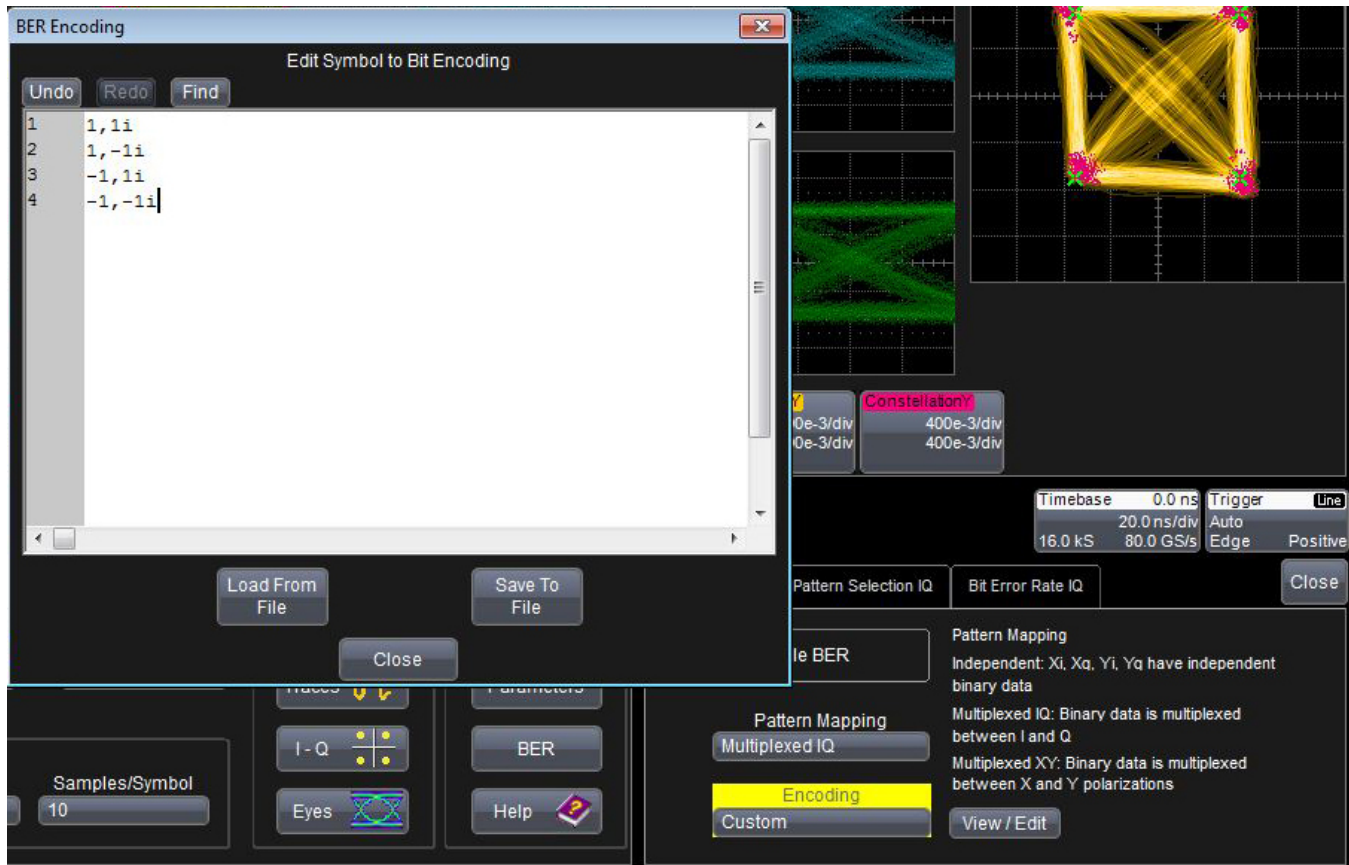 BER Encoding
Edit Symbol to Bit Encoding
Undo Redo Find
1 1,1i
2 1,-1i
3 -1,1i
4 -1,-1i
Load From
File
Save To
File
Close
Y
0e-3/div
0e-3/div
ConstellationY
400e-3/div
400e-3/div
Timebase 0.0 ns
20.0 ns/div
16.0 kS 80.0 GS/s
Trigger Line
Auto
Edge Positive
Pattern Selection IQ
Bit Error Rate IQ
Close
le BER
Pattern Mapping
Multiplexed IQ
Encoding
Custom
Pattern Mapping
Independent: Xi, Xq, Yi, Yq have independent
binary data
Multiplexed IQ: Binary data is multiplexed
between I and Q
Multiplexed XY: Binary data is multiplexed
between X and Y polarizations
View / Edit
Samples/Symbol
10
Traces
I - Q
Eyes
Parameters
BER
Help